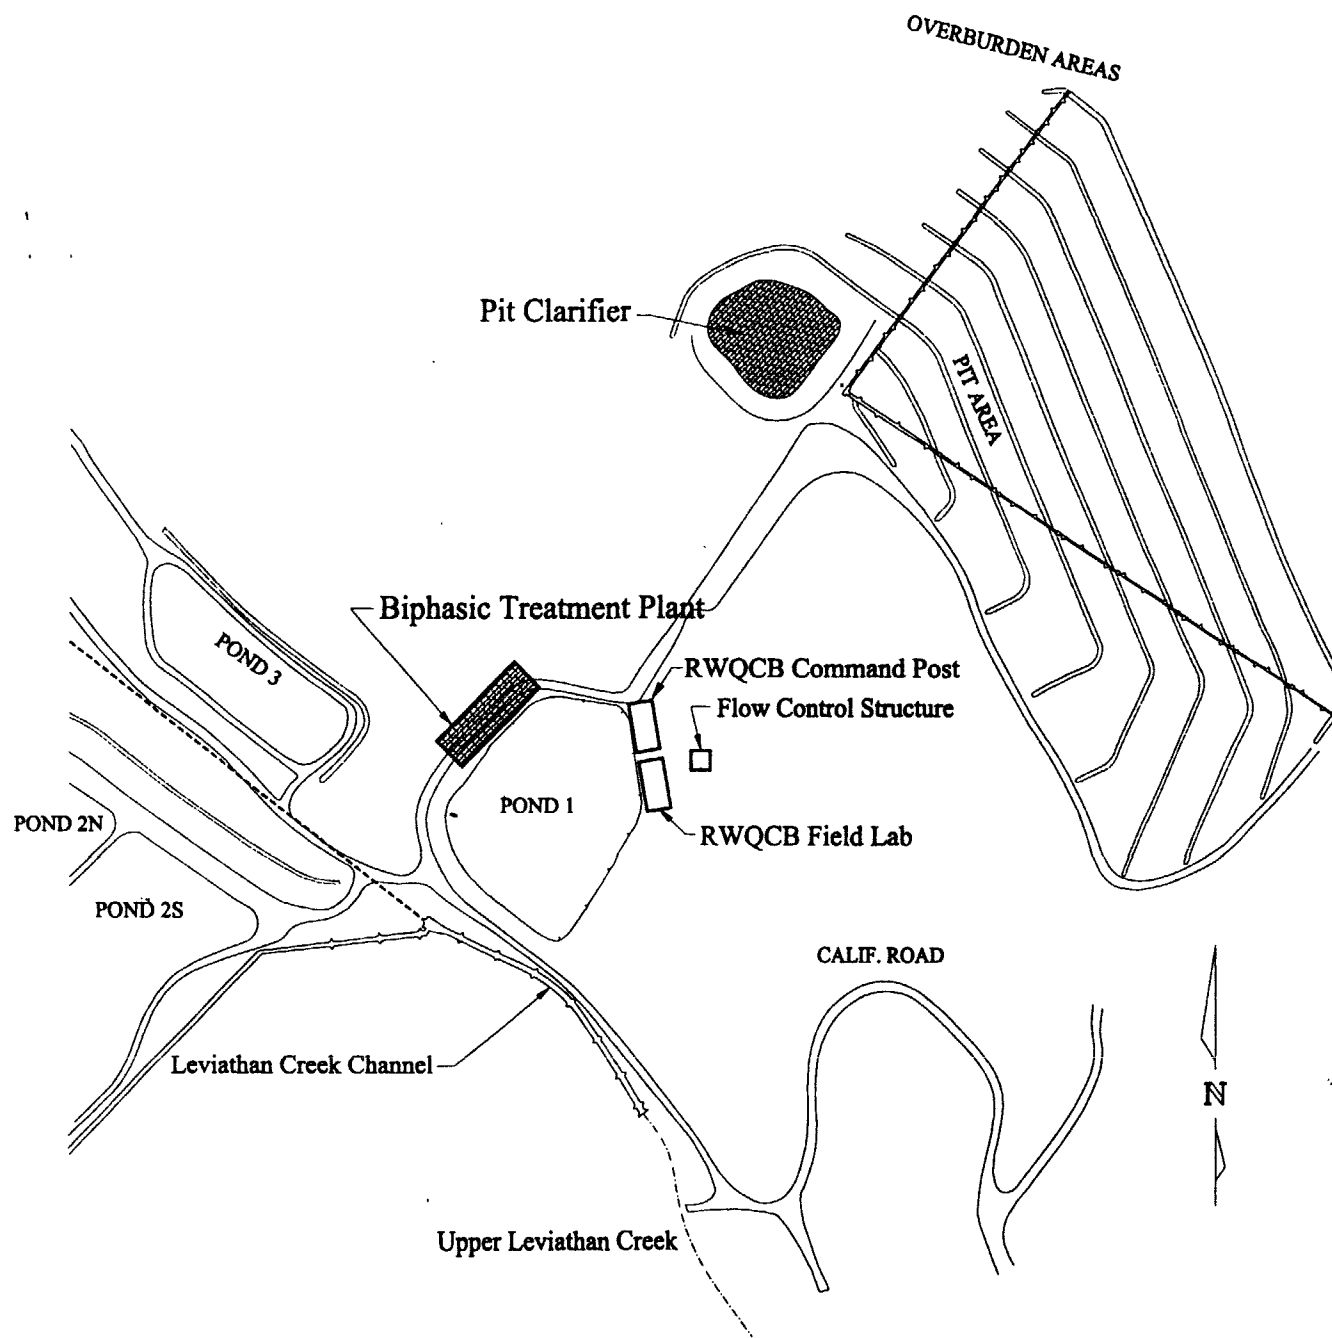 OVERBURDEN AREAS
Pit Clarifier
PIT AREA
Biphasic Treatment Plant
POND 3
RWQCB Command Post
Flow Control Structure
POND 1
POND 2N
RWQCB Field Lab
POND 2S
CALIF. ROAD
Leviathan Creek Channel
N
Upper Leviathan Creek